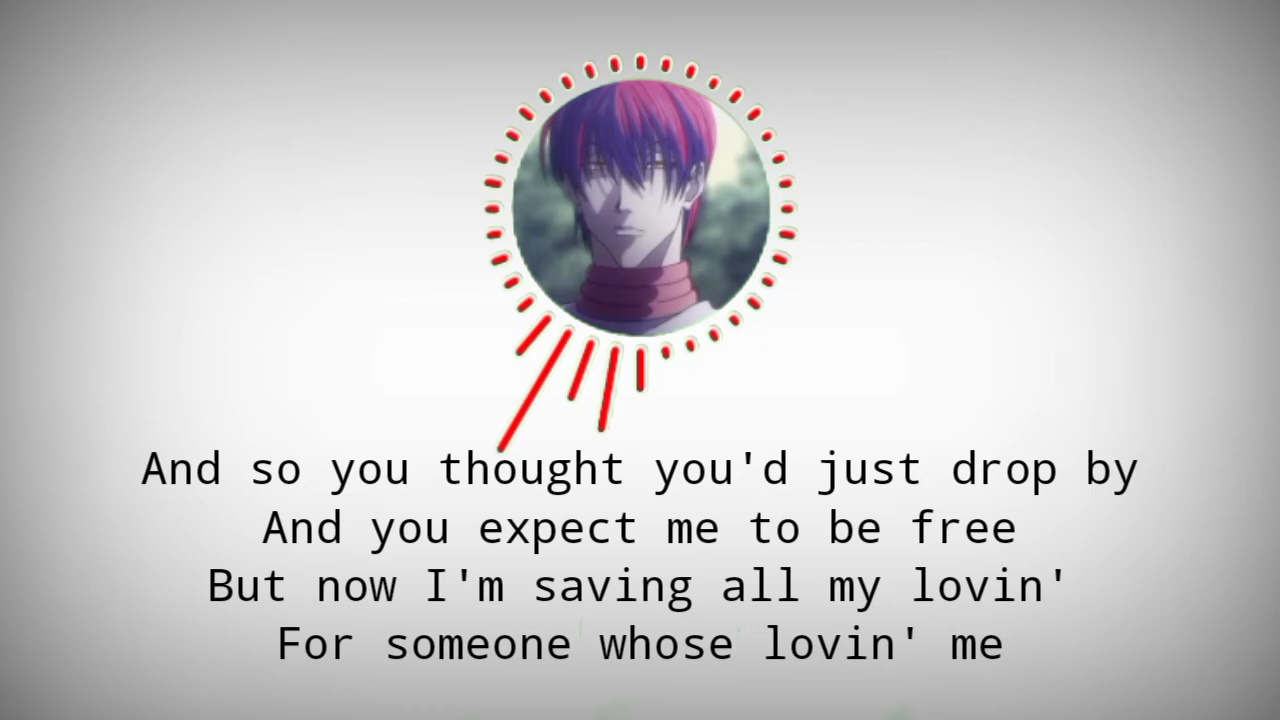 And so you thought you'd just drop by
And you expect me to be free
But now I'm saving all my lovin'
For someone whose lovin' me